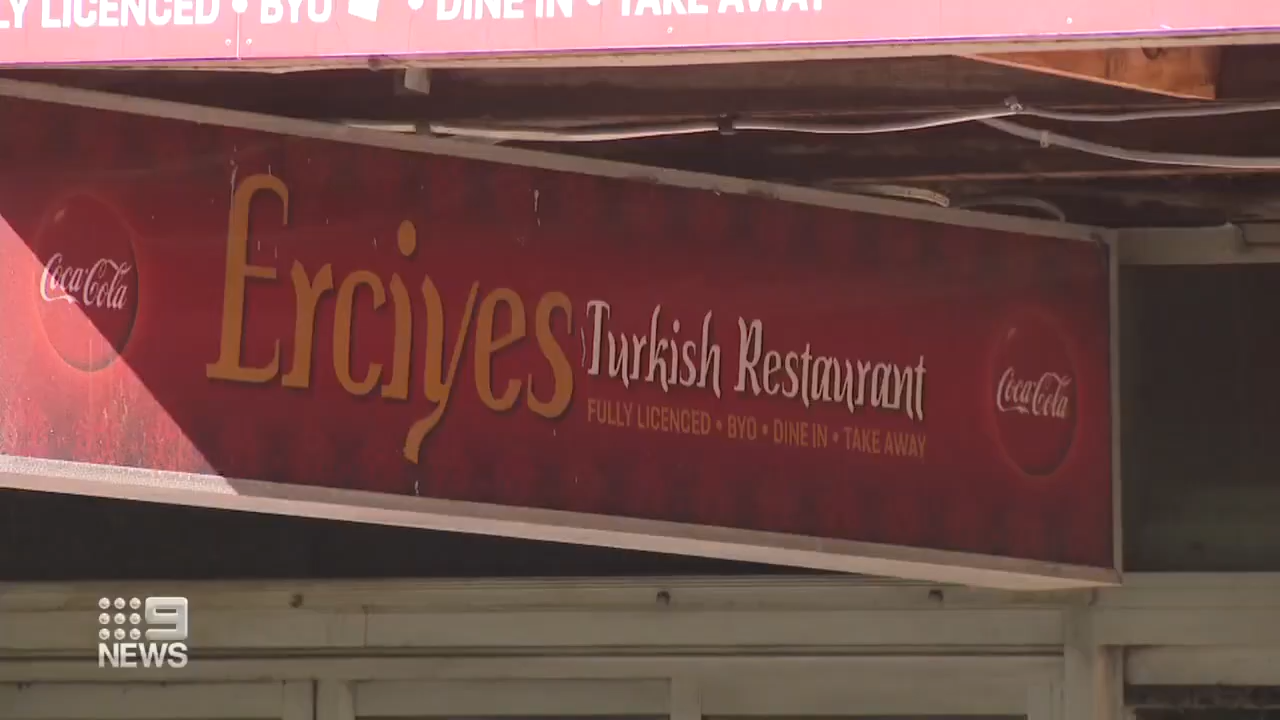 LY LICENCED • BYO • DINE IN • TAKE AWAY
Coca-Cola
Erciyes
Turkish Restaurant
FULLY LICENCED • BYO • DINE IN • TAKE AWAY
Coca-Cola
9
NEWS